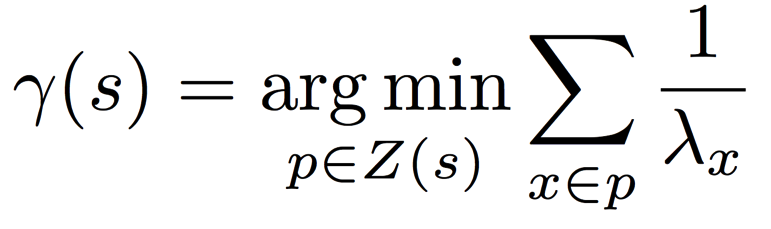 γ(s) = arg min_{p∈Z(s)} ∑_{x∈p} 1/λ_x